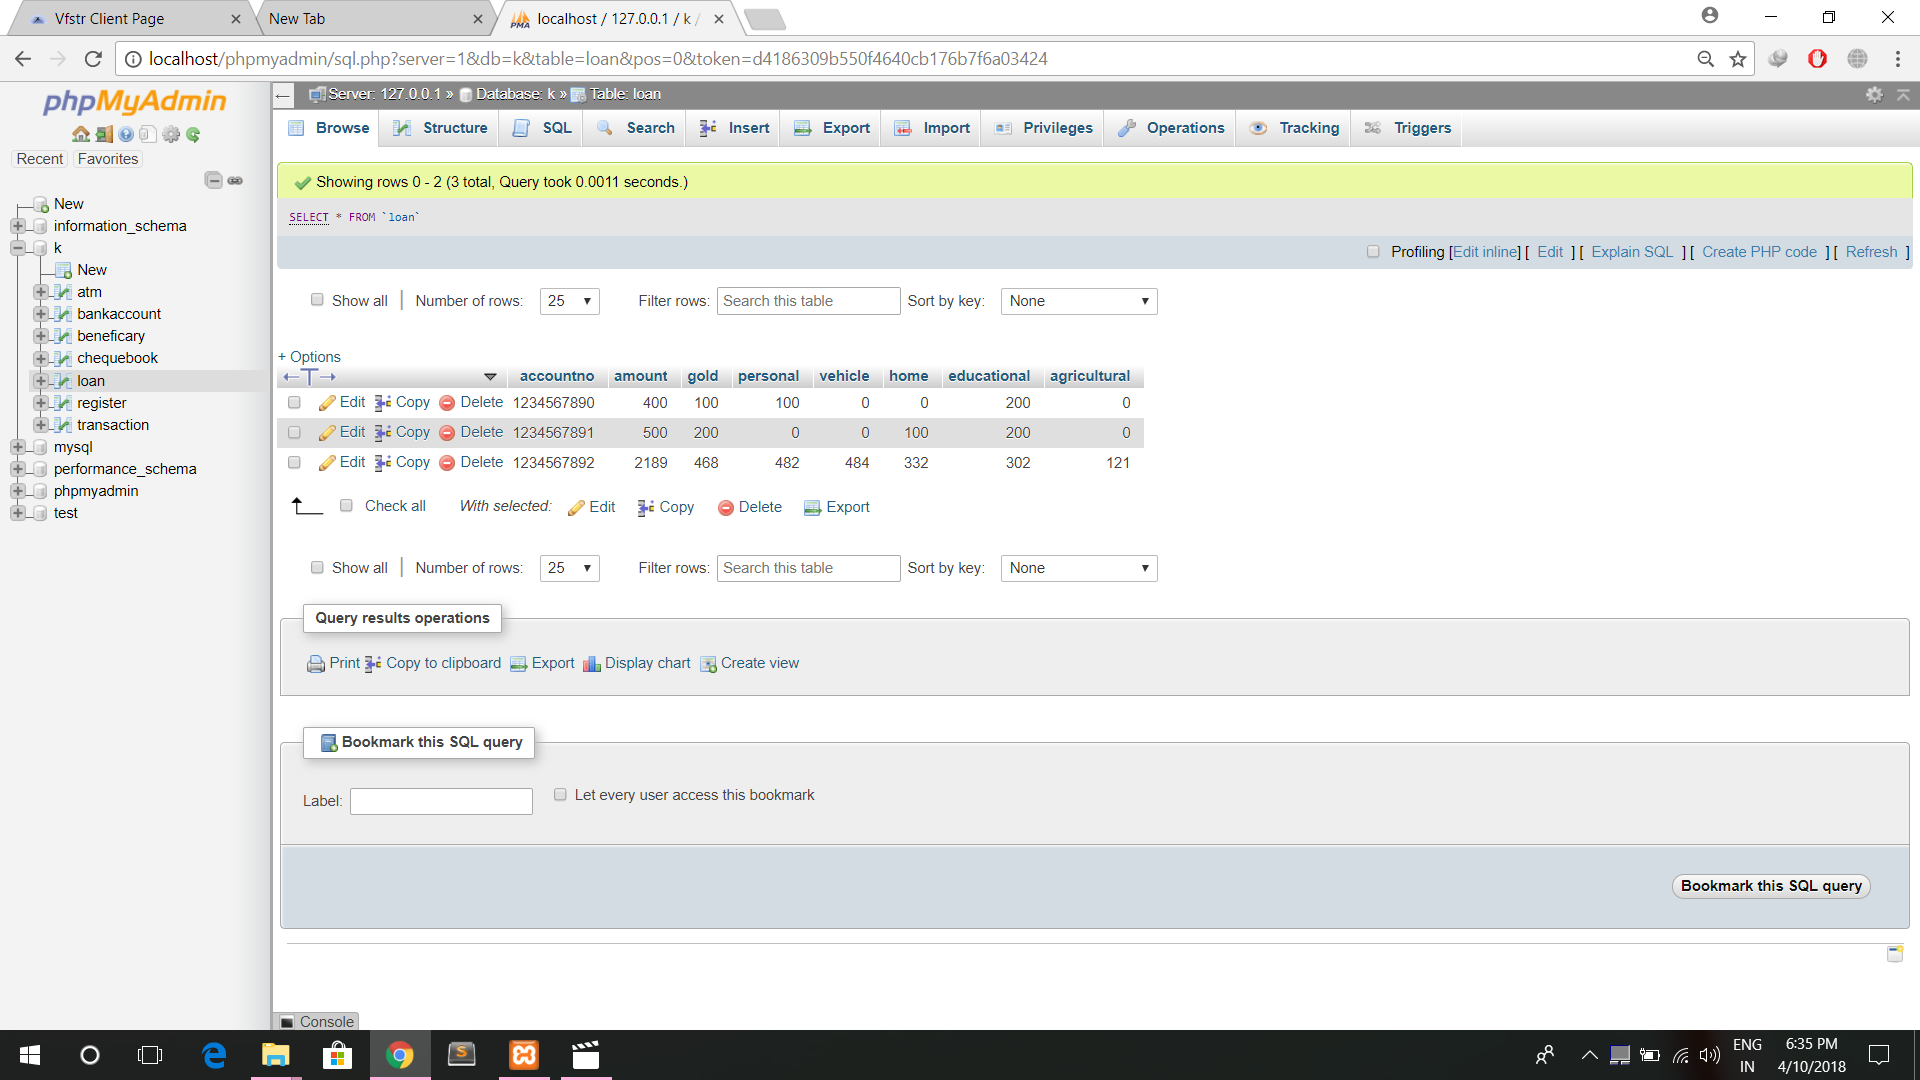 Vfstr Client Page
New Tab
localhost / 127.0.0.1 / k /
localhost/phpmyadmin/sql.php?server=1&db=k&table=loan&pos=0&token=d4186309b550f4640cb176b7f6a03424
phpMyAdmin
Recent Favorites
New
information_schema
k
New
atm
bankaccount
beneficary
chequebook
loan
register
transaction
mysql
performance_schema
phpmyadmin
test
Server: 127.0.0.1 » Database: k » Table: loan
Browse Structure SQL Search Insert Export Import Privileges Operations Tracking Triggers
Showing rows 0 - 2 (3 total, Query took 0.0011 seconds.)
SELECT * FROM `loan`
Profiling [Edit inline] [ Edit ] [ Explain SQL ] [ Create PHP code ] [ Refresh ]
Show all | Number of rows: 25 Filter rows: Search this table Sort by key: None
+ Options
←T→ accountno amount gold personal vehicle home educational agricultural
Edit Copy Delete 1234567890 400 100 100 0 0 200 0
Edit Copy Delete 1234567891 500 200 0 0 100 200 0
Edit Copy Delete 1234567892 2189 468 482 484 332 302 121
Check all With selected: Edit Copy Delete Export
Show all | Number of rows: 25 Filter rows: Search this table Sort by key: None
Query results operations
Print Copy to clipboard Export Display chart Create view
Bookmark this SQL query
Label: Let every user access this bookmark
Bookmark this SQL query
Console
ENG
IN
6:35 PM
4/10/2018